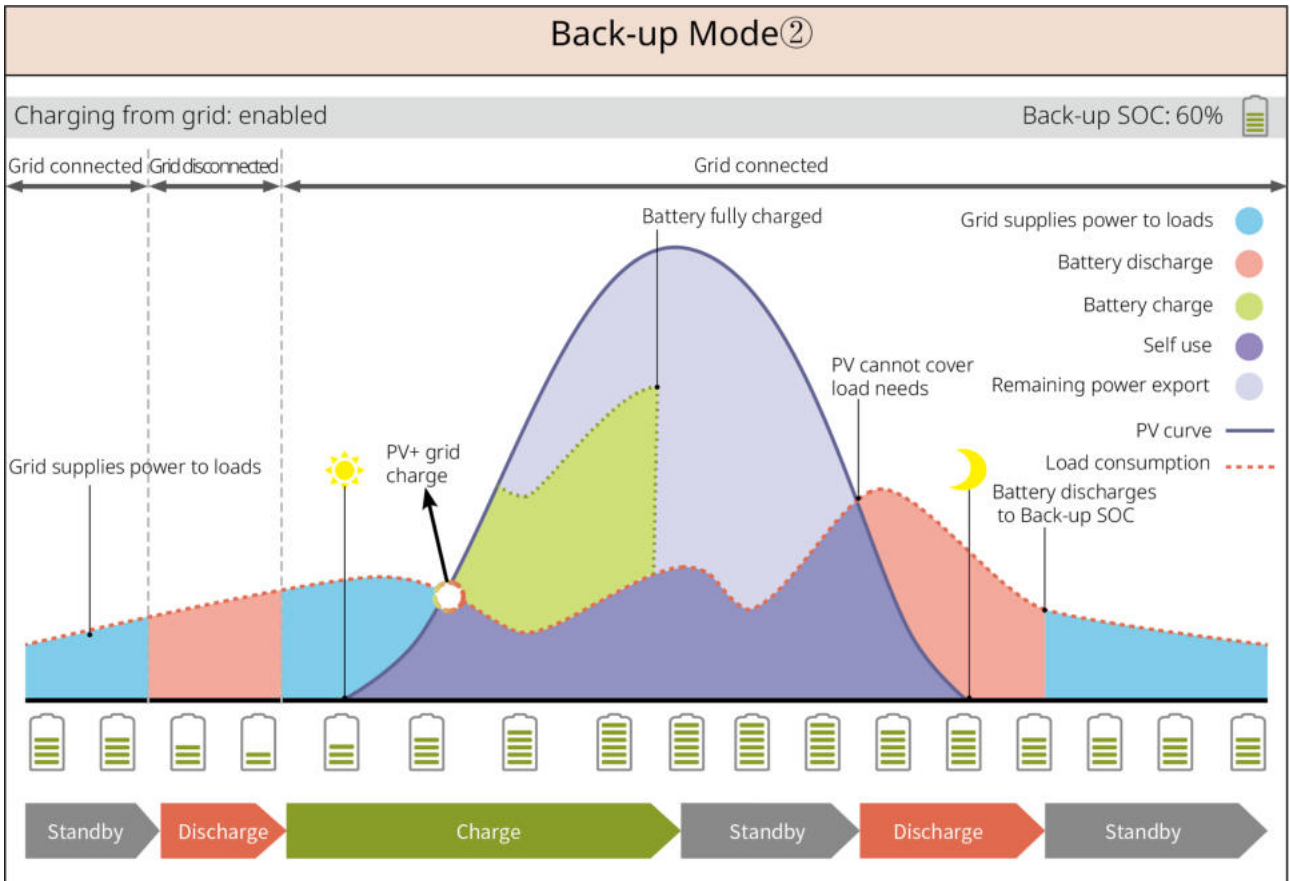 Back-up Mode②
Charging from grid: enabled
Back-up SOC: 60%
Grid connected
Grid disconnected
Grid connected
Battery fully charged
Grid supplies power to loads
Battery discharge
Battery charge
Self use
Remaining power export
PV curve
Load consumption
PV cannot cover
load needs
PV+ grid
charge
Grid supplies power to loads
Battery discharges
to Back-up SOC
Standby
Discharge
Charge
Standby
Discharge
Standby